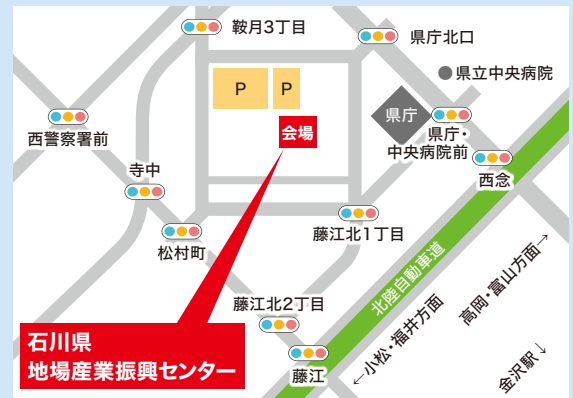 鞍月3丁目
県庁北口
県立中央病院
P
P
県庁
会場
県庁・
中央病院前
西警察署前
西念
寺中
藤江北1丁目
松村町
北陸自動車道
高岡・富山方面→
藤江北2丁目
←小松・福井方面
石川県
地場産業振興センター
藤江
金沢駅↓